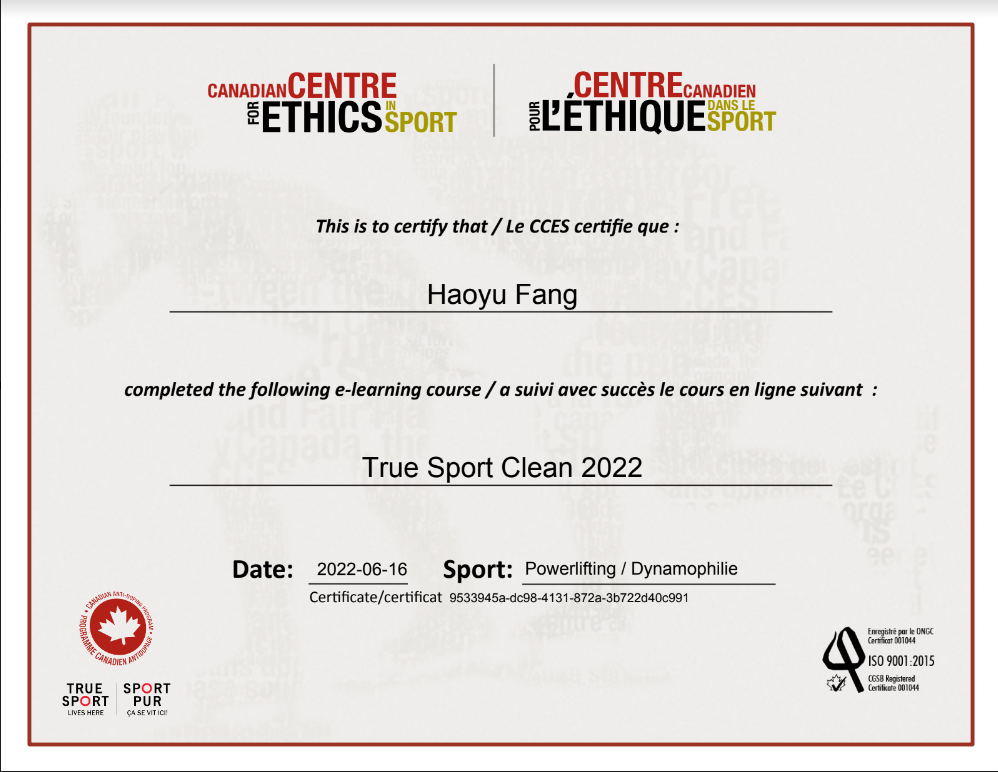 CANADIAN CENTRE
FOR ETHICS IN SPORT
CENTRE CANADIEN
POUR L'ÉTHIQUE DANS LE SPORT
This is to certify that / Le CCES certifie que :
Haoyu Fang
completed the following e-learning course / a suivi avec succès le cours en ligne suivant :
True Sport Clean 2022
Date: 2022-06-16 Sport: Powerlifting / Dynamophilie
Certificate/certificat 9533945a-dc98-4131-872a-3b722d40c991
CANADIAN ANTI-DOPING PROGRAM
PROGRAMME CANADIEN ANTIDOPAGE
TRUE SPORT
LIVES HERE
SPORT PUR
ÇA SE VIT ICI
Enregistré par le ONGC
Certificat 001044
ISO 9001:2015
CGSB Registered
Certificate 001044